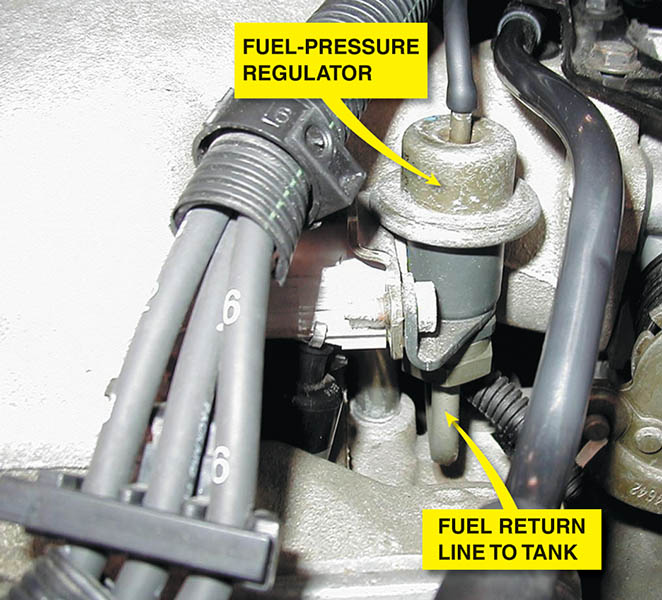 FUEL-PRESSURE
REGULATOR
6
6
FUEL RETURN
LINE TO TANK